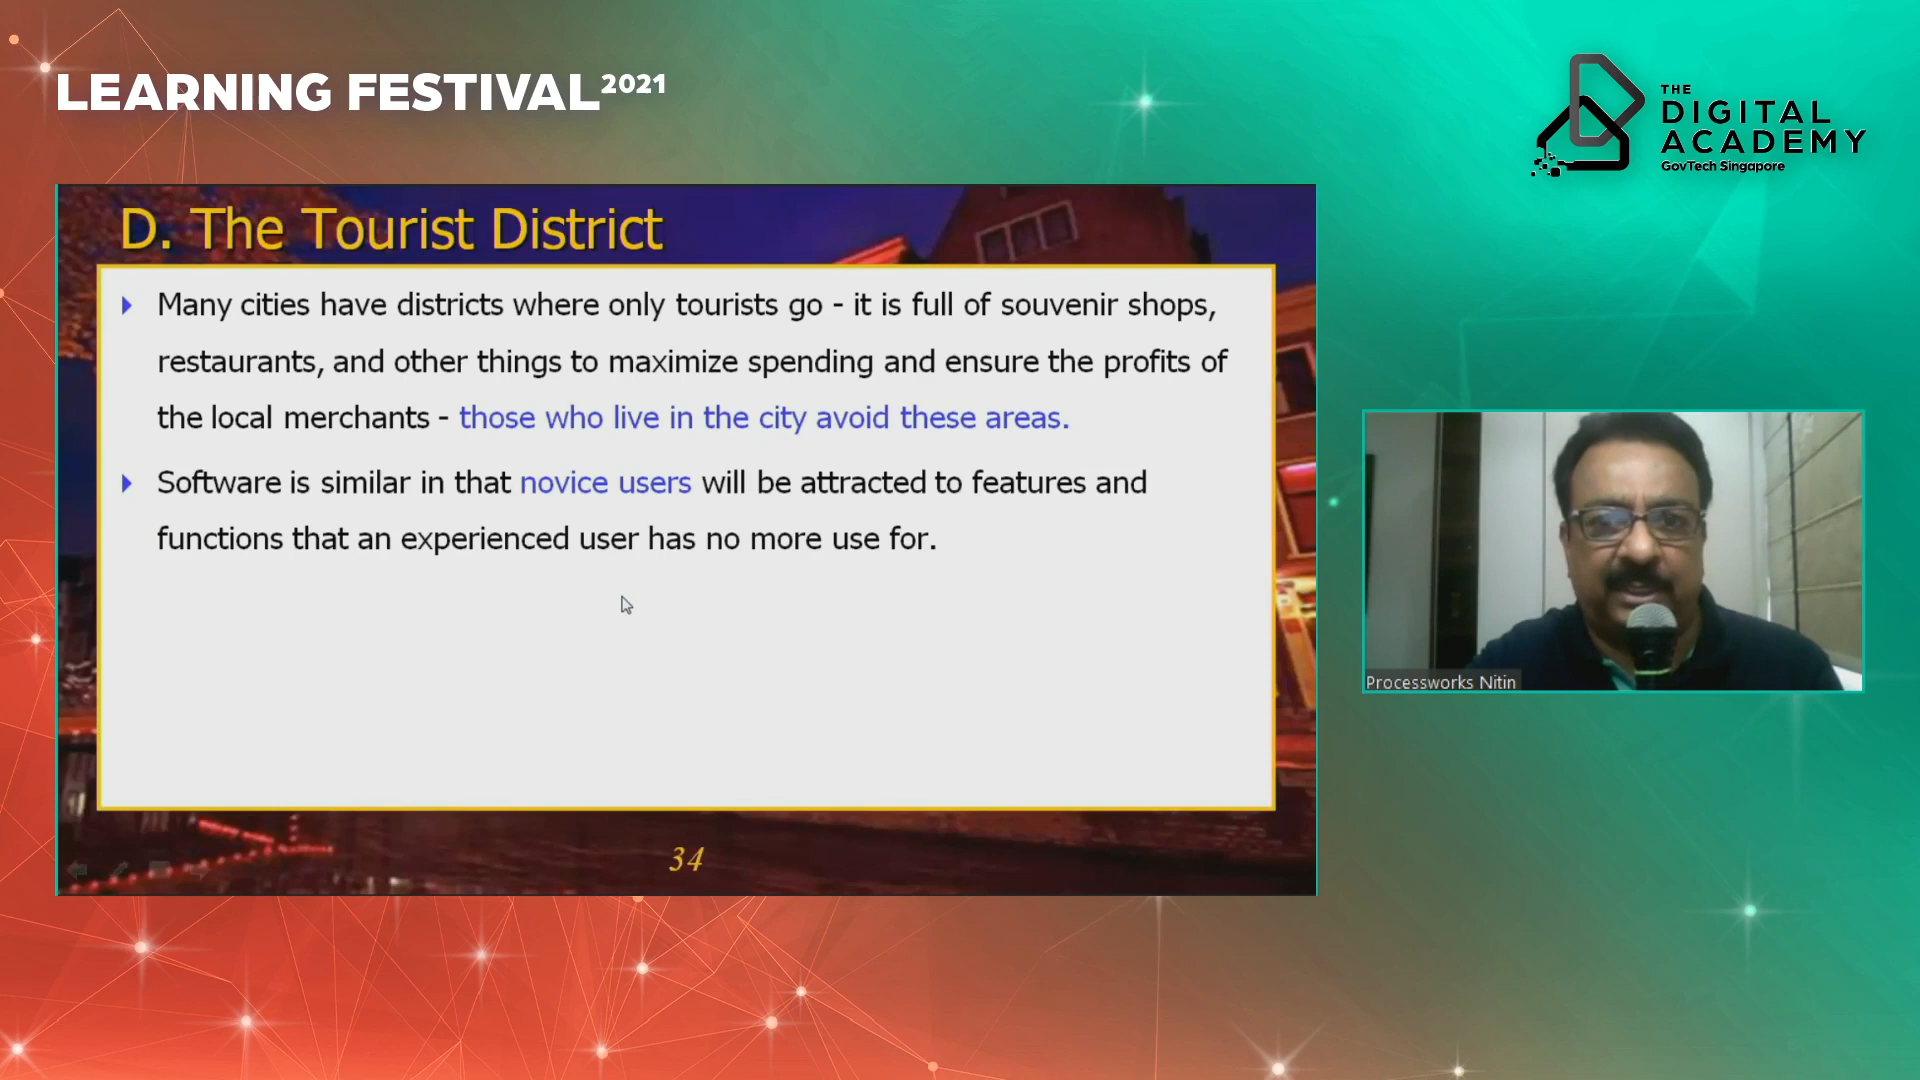 LEARNING FESTIVAL 2021
THE
DIGITAL
ACADEMY
GovTech Singapore
D. The Tourist District
Many cities have districts where only tourists go - it is full of souvenir shops,
restaurants, and other things to maximize spending and ensure the profits of
the local merchants - those who live in the city avoid these areas.
Software is similar in that novice users will be attracted to features and
functions that an experienced user has no more use for.
34
Processworks Nitin